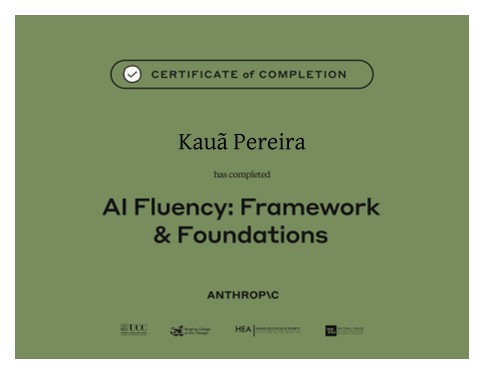 CERTIFICATE of COMPLETION
Kauã Pereira
has completed
AI Fluency: Framework
& Foundations
ANTHROP\C
UCC
HEA